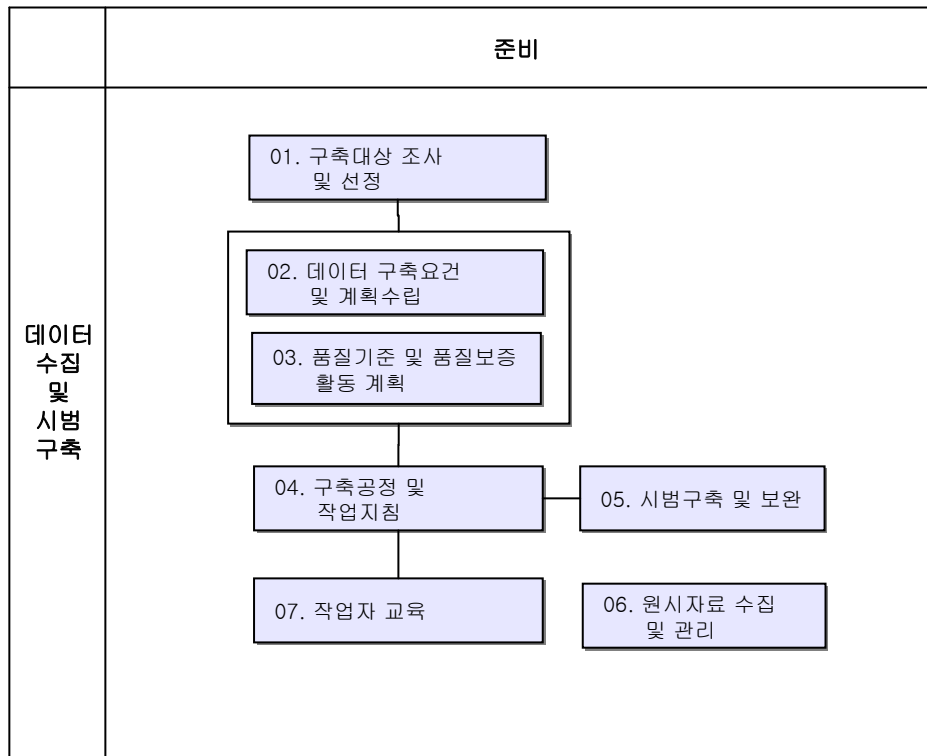 준비
데이터
수집
및
시범
구축
01. 구축대상 조사
및 선정
02. 데이터 구축요건
및 계획수립
03. 품질기준 및 품질보증
활동 계획
04. 구축공정 및
작업지침
05. 시범구축 및 보완
07. 작업자 교육
06. 원시자료 수집
및 관리